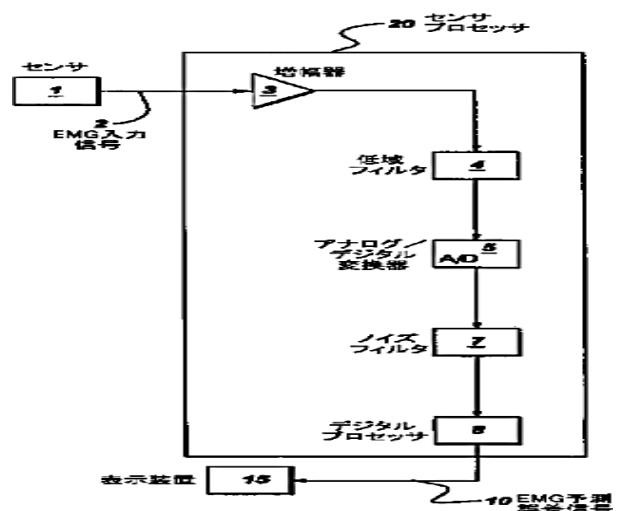 20 センサ
プロセッサ
センサ
1
2
EMG入力
信号
増幅器
3
低域
フィルタ
4
アナログ／
デジタル
変換器
A/D 5
ノイズ
フィルタ
7
デジタル
プロセッサ
8
表示装置
15
10 EMG予測
信号